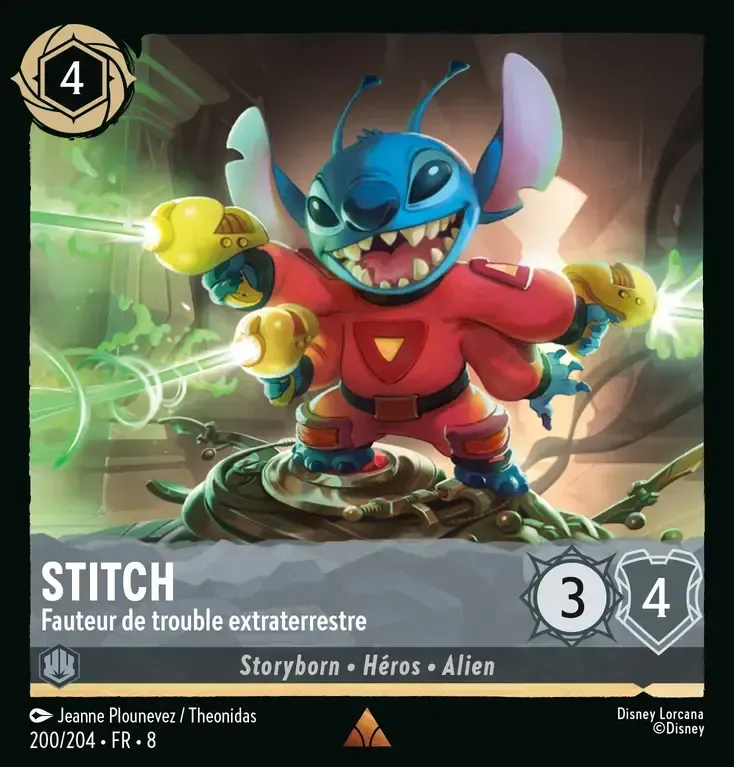 4
STITCH
Fauteur de trouble extraterrestre
3
4
Storyborn • Héros • Alien
Jeanne Plounevez / Theonidas
200/204 • FR • 8
Disney Lorcana
©Disney